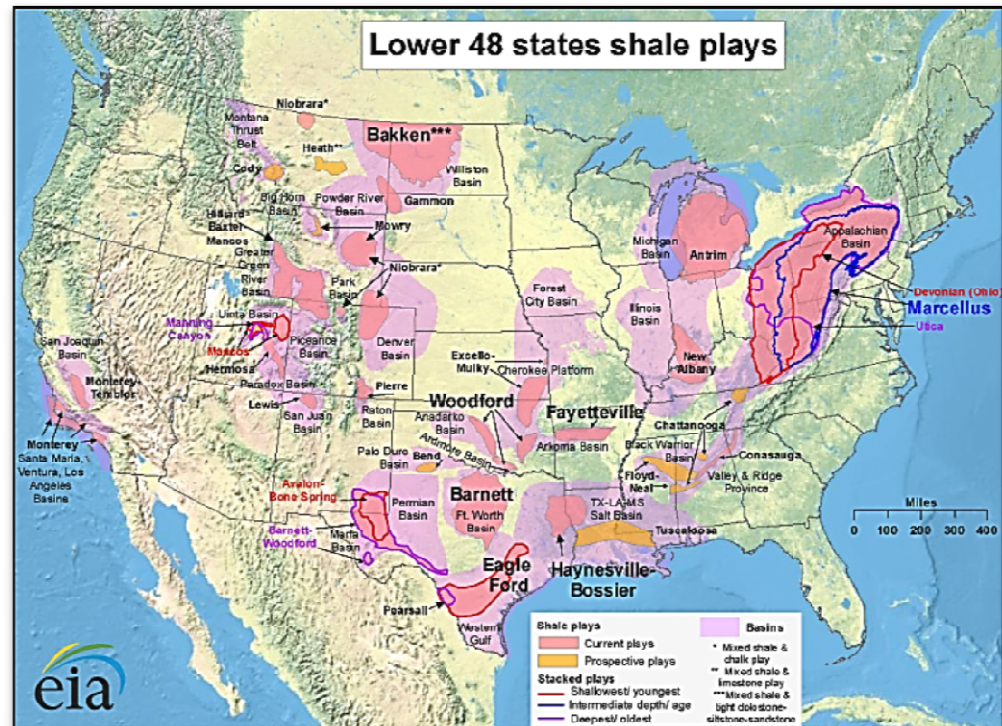 Lower 48 states shale plays
Niobrara*
Montana
Thrust
Belt
Bakken***
Heath**
Cody
Williston
Basin
Big Horn
Basin
Powder River
Basin
Gammon
Hilliard-
Baxter-
Mancos
Mowry
Greater
Green
River
Basin
Niobrara*
Park
Basin
Michigan
Basin
Antrim
Appalachian
Basin
Forest
City Basin
Illinois
Basin
Devonian (Ohio)
Marcellus
Utica
Uinta Basin
Manning
Canyon
Mancos
Piceance
Basin
Denver
Basin
Hermosa
Paradox Basin
San Joaquin
Basin
Monterey-
Temblor
Excello-
Mulky
Cherokee Platform
New
Albany
Lewis
San Juan
Basin
Pierre
Raton
Basin
Woodford
Anadarko
Basin
Fayetteville
Arkoma Basin
Chattanooga
Monterey
Santa Maria,
Ventura, Los
Angeles
Basins
Palo Duro
Basin
Bend
Ardmore Basin
Black Warrior
Basin
Conasauga
Floyd-
Neal
Valley & Ridge
Province
Avalon-
Bone Spring
Permian
Basin
Barnett
Ft. Worth
Basin
TX-LA-MS
Salt Basin
Tuscaloosa
Barnett-
Woodford
Marfa
Basin
Eagle
Ford
Haynesville-
Bossier
Pearsall
Western
Gulf
Miles
0 100 200 300 400
eia
Shale plays
Current plays
Prospective plays
Stacked plays
Shallowest/ youngest
Intermediate depth/ age
Deepest/ oldest
Basins
* Mixed shale &
chalk play
** Mixed shale &
limestone play
***Mixed shale &
tight dolostone-
siltstone-sandstone